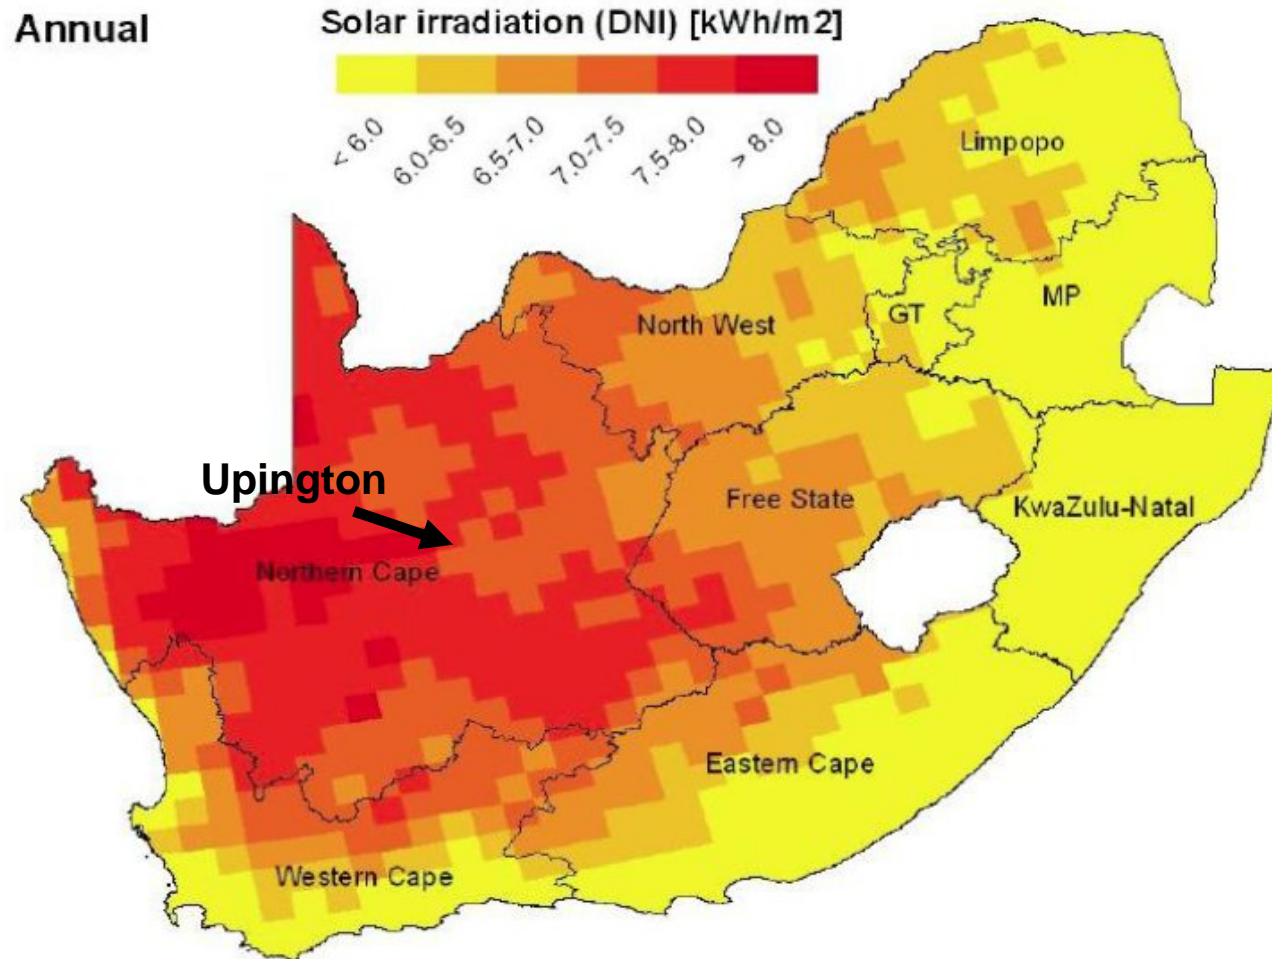 Annual
Solar irradiation (DNI) [kWh/m2]
< 6.0
6.0-6.5
6.5-7.0
7.0-7.5
7.5-8.0
> 8.0
Limpopo
MP
GT
North West
Upington
Free State
KwaZulu-Natal
Northern Cape
Eastern Cape
Western Cape